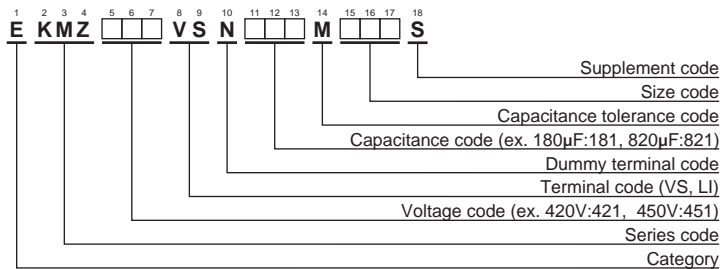 1 2 3 4 5 6 7 8 9 10 11 12 13 14 15 16 17 18
E KMZ VS N M S
Supplement code
Size code
Capacitance tolerance code
Capacitance code (ex. 180μF:181, 820μF:821)
Dummy terminal code
Terminal code (VS, LI)
Voltage code (ex. 420V:421, 450V:451)
Series code
Category